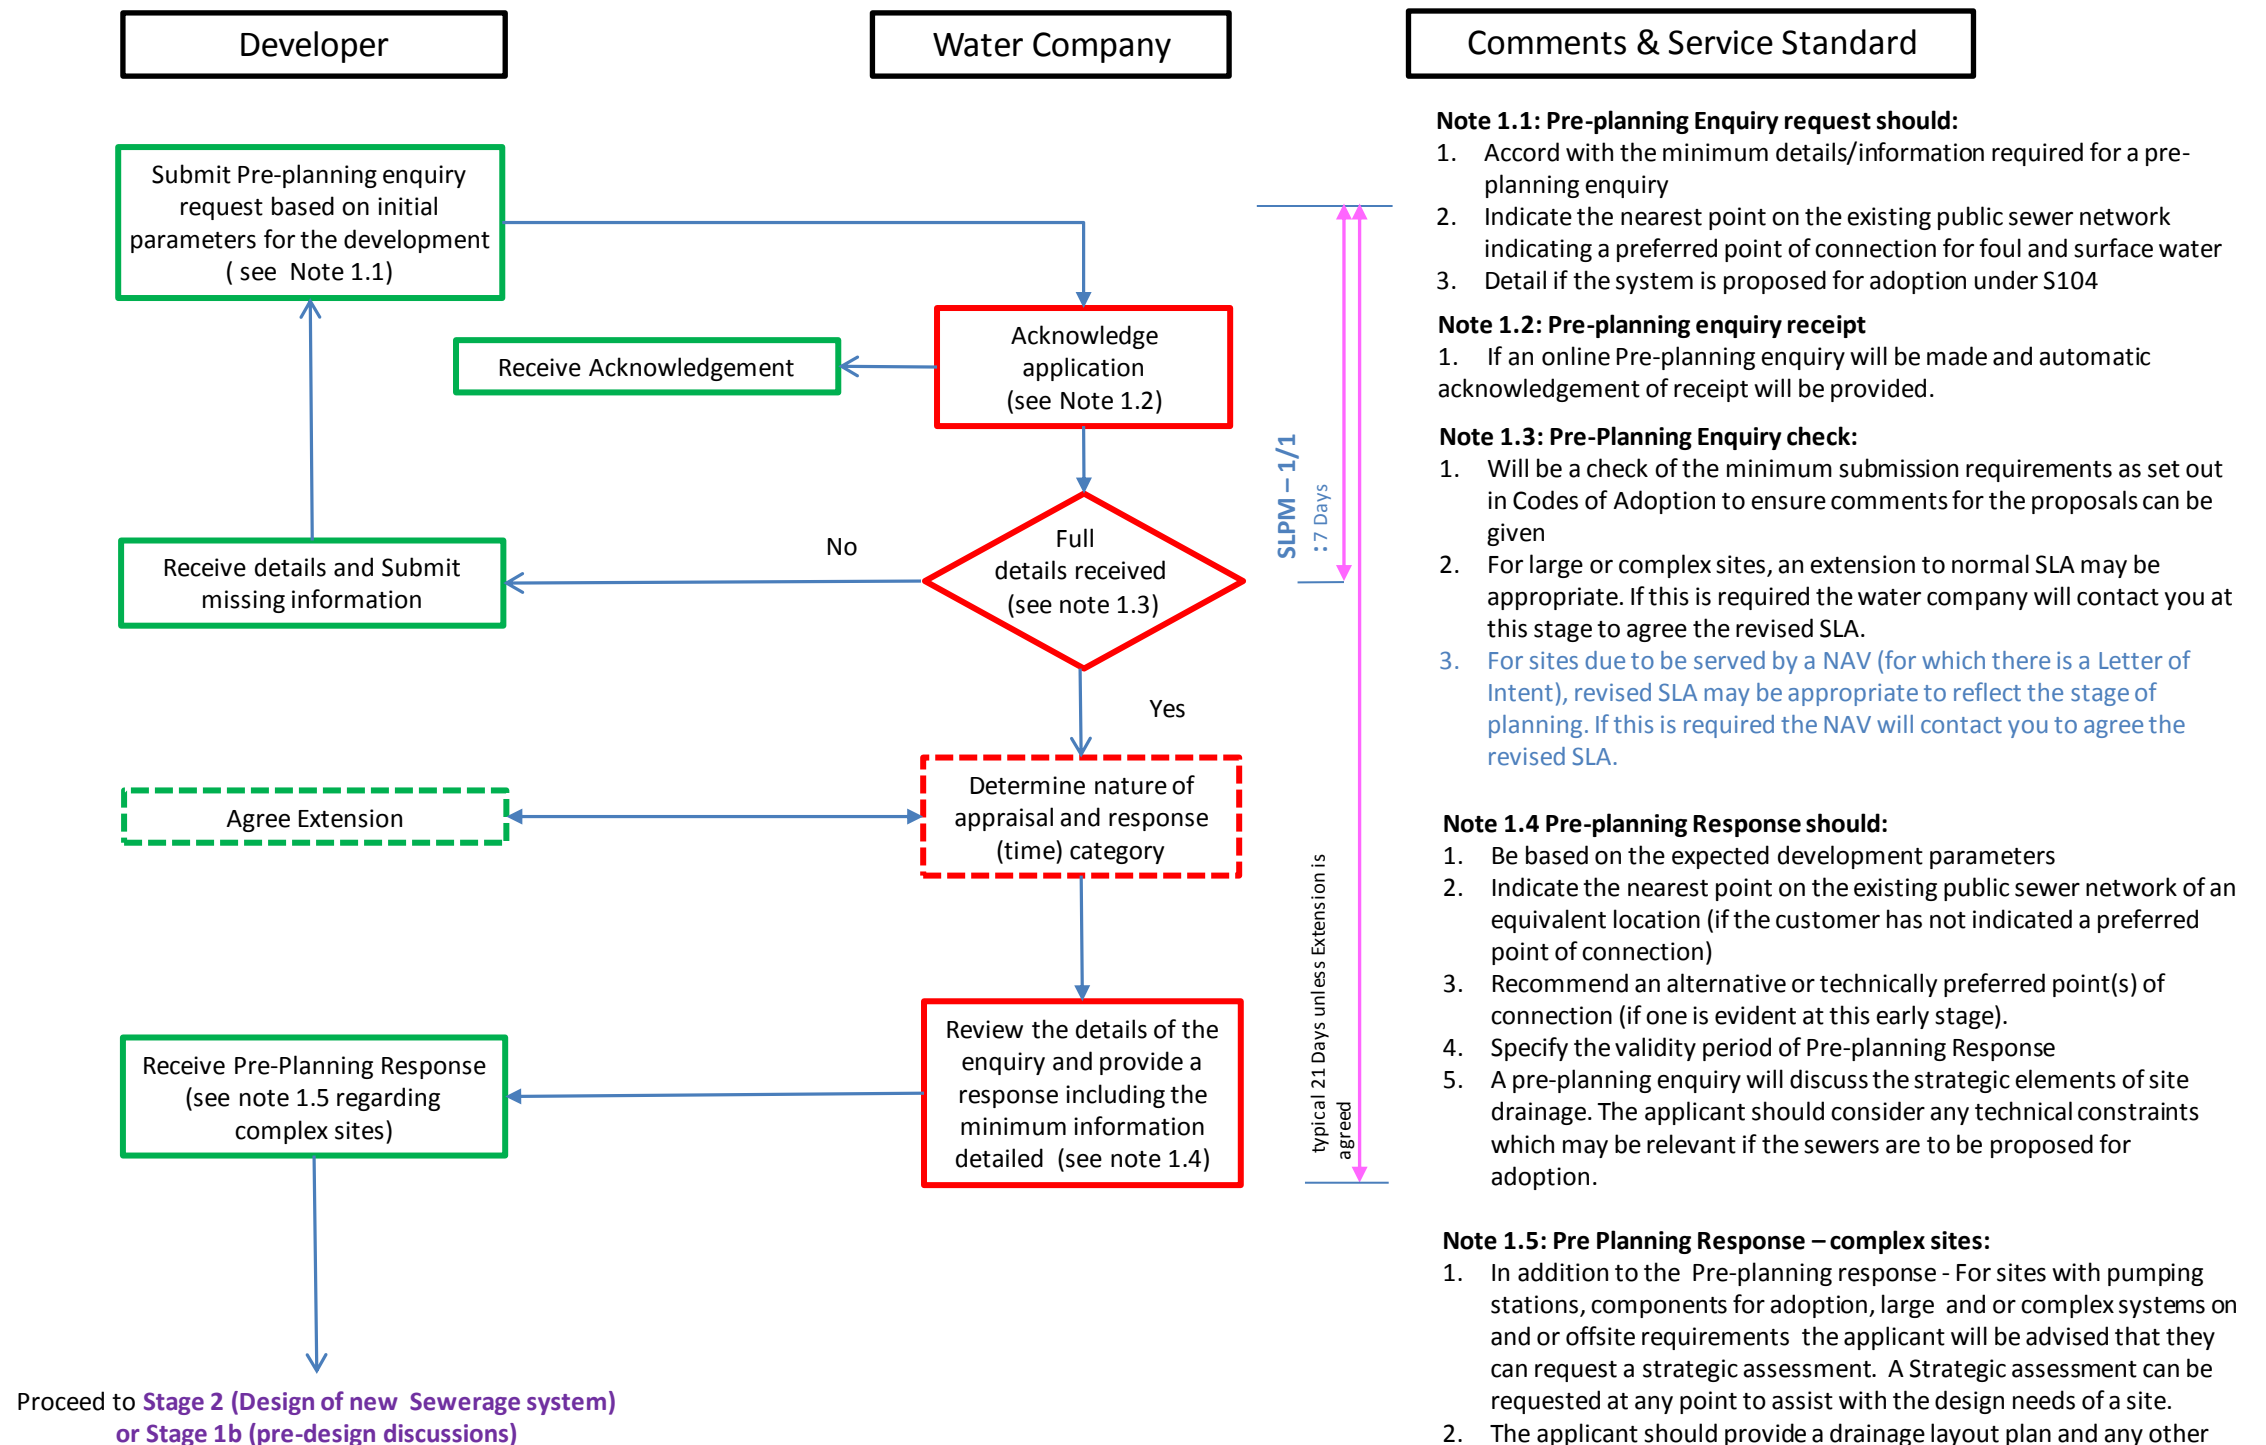 Developer
Water Company
Comments & Service Standard
Submit Pre-planning enquiry
request based on initial
parameters for the development
( see Note 1.1)
Acknowledge
application
(see Note 1.2)
Receive Acknowledgement
Full
details received
(see note 1.3)
No
Receive details and Submit
missing information
Yes
Determine nature of
appraisal and response
(time) category
Agree Extension
Review the details of the
enquiry and provide a
response including the
minimum information
detailed (see note 1.4)
Receive Pre-Planning Response
(see note 1.5 regarding
complex sites)
Proceed to Stage 2 (Design of new Sewerage system)
or Stage 1b (pre-design discussions)
SLPM – 1/1
: 7 Days
typical 21 Days unless Extension is
agreed
Note 1.1: Pre-planning Enquiry request should:
1. Accord with the minimum details/information required for a pre-
planning enquiry
2. Indicate the nearest point on the existing public sewer network
indicating a preferred point of connection for foul and surface water
3. Detail if the system is proposed for adoption under S104
Note 1.2: Pre-planning enquiry receipt
1. If an online Pre-planning enquiry will be made and automatic
acknowledgement of receipt will be provided.
Note 1.3: Pre-Planning Enquiry check:
1. Will be a check of the minimum submission requirements as set out
in Codes of Adoption to ensure comments for the proposals can be
given
2. For large or complex sites, an extension to normal SLA may be
appropriate. If this is required the water company will contact you at
this stage to agree the revised SLA.
3. For sites due to be served by a NAV (for which there is a Letter of
Intent), revised SLA may be appropriate to reflect the stage of
planning. If this is required the NAV will contact you to agree the
revised SLA.
Note 1.4 Pre-planning Response should:
1. Be based on the expected development parameters
2. Indicate the nearest point on the existing public sewer network of an
equivalent location (if the customer has not indicated a preferred
point of connection)
3. Recommend an alternative or technically preferred point(s) of
connection (if one is evident at this early stage).
4. Specify the validity period of Pre-planning Response
5. A pre-planning enquiry will discuss the strategic elements of site
drainage. The applicant should consider any technical constraints
which may be relevant if the sewers are to be proposed for
adoption.
Note 1.5: Pre Planning Response – complex sites:
1. In addition to the Pre-planning response - For sites with pumping
stations, components for adoption, large and or complex systems on
and or offsite requirements the applicant will be advised that they
can request a strategic assessment. A Strategic assessment can be
requested at any point to assist with the design needs of a site.
2. The applicant should provide a drainage layout plan and any other